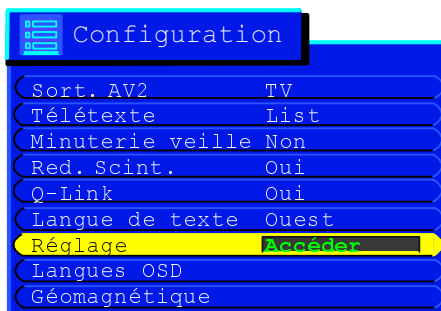 Configuration
Sort. AV2 TV
Télétexte List
Minuterie veille Non
Red. Scint. Oui
Q-Link Oui
Langue de texte Ouest
Réglage Accéder
Langues OSD
Géomagnétique